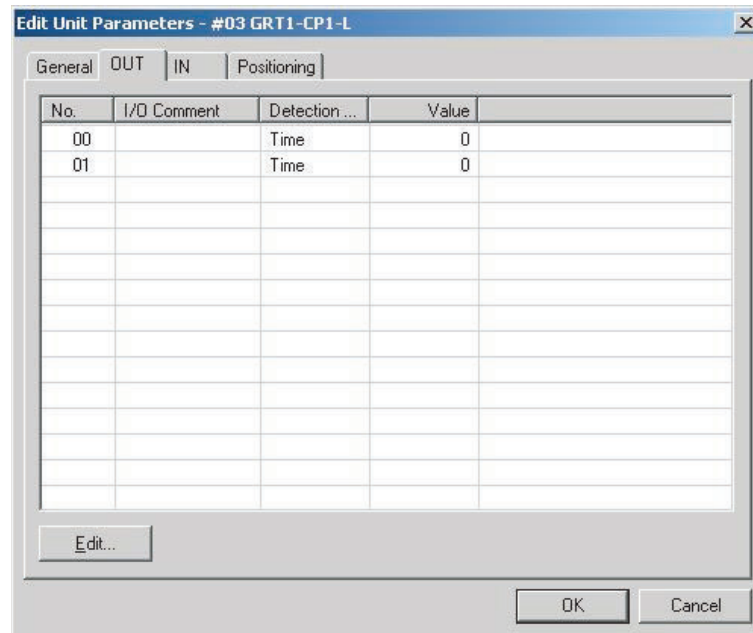 Edit Unit Parameters - #03 GRT1-CP1-L
General OUT IN Positioning
No. I/O Comment Detection ... Value
00 Time 0
01 Time 0
Edit...
OK Cancel